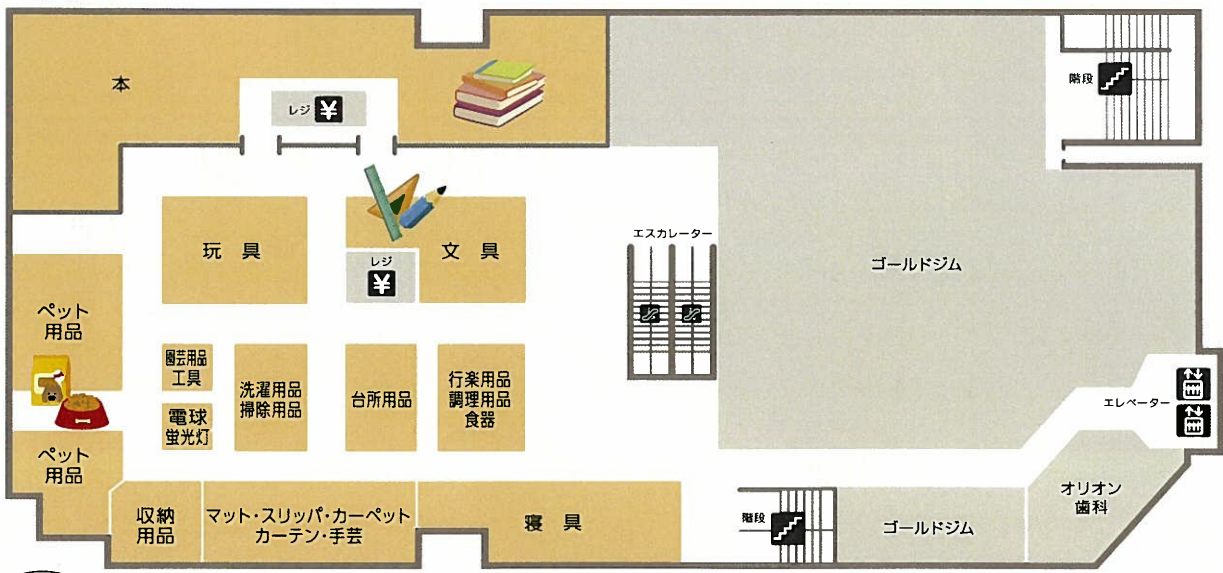 本
レジ ¥
階段
玩 具
レジ
¥
文 具
エスカレーター
ゴールドジム
ペット
用品
園芸用品
工具
洗濯用品
掃除用品
台所用品
行楽用品
調理用品
食器
電球
蛍光灯
エレベーター
ペット
用品
収納
用品
マット・スリッパ・カーペット
カーテン・手芸
寝 具
階段
ゴールドジム
オリオン
歯科